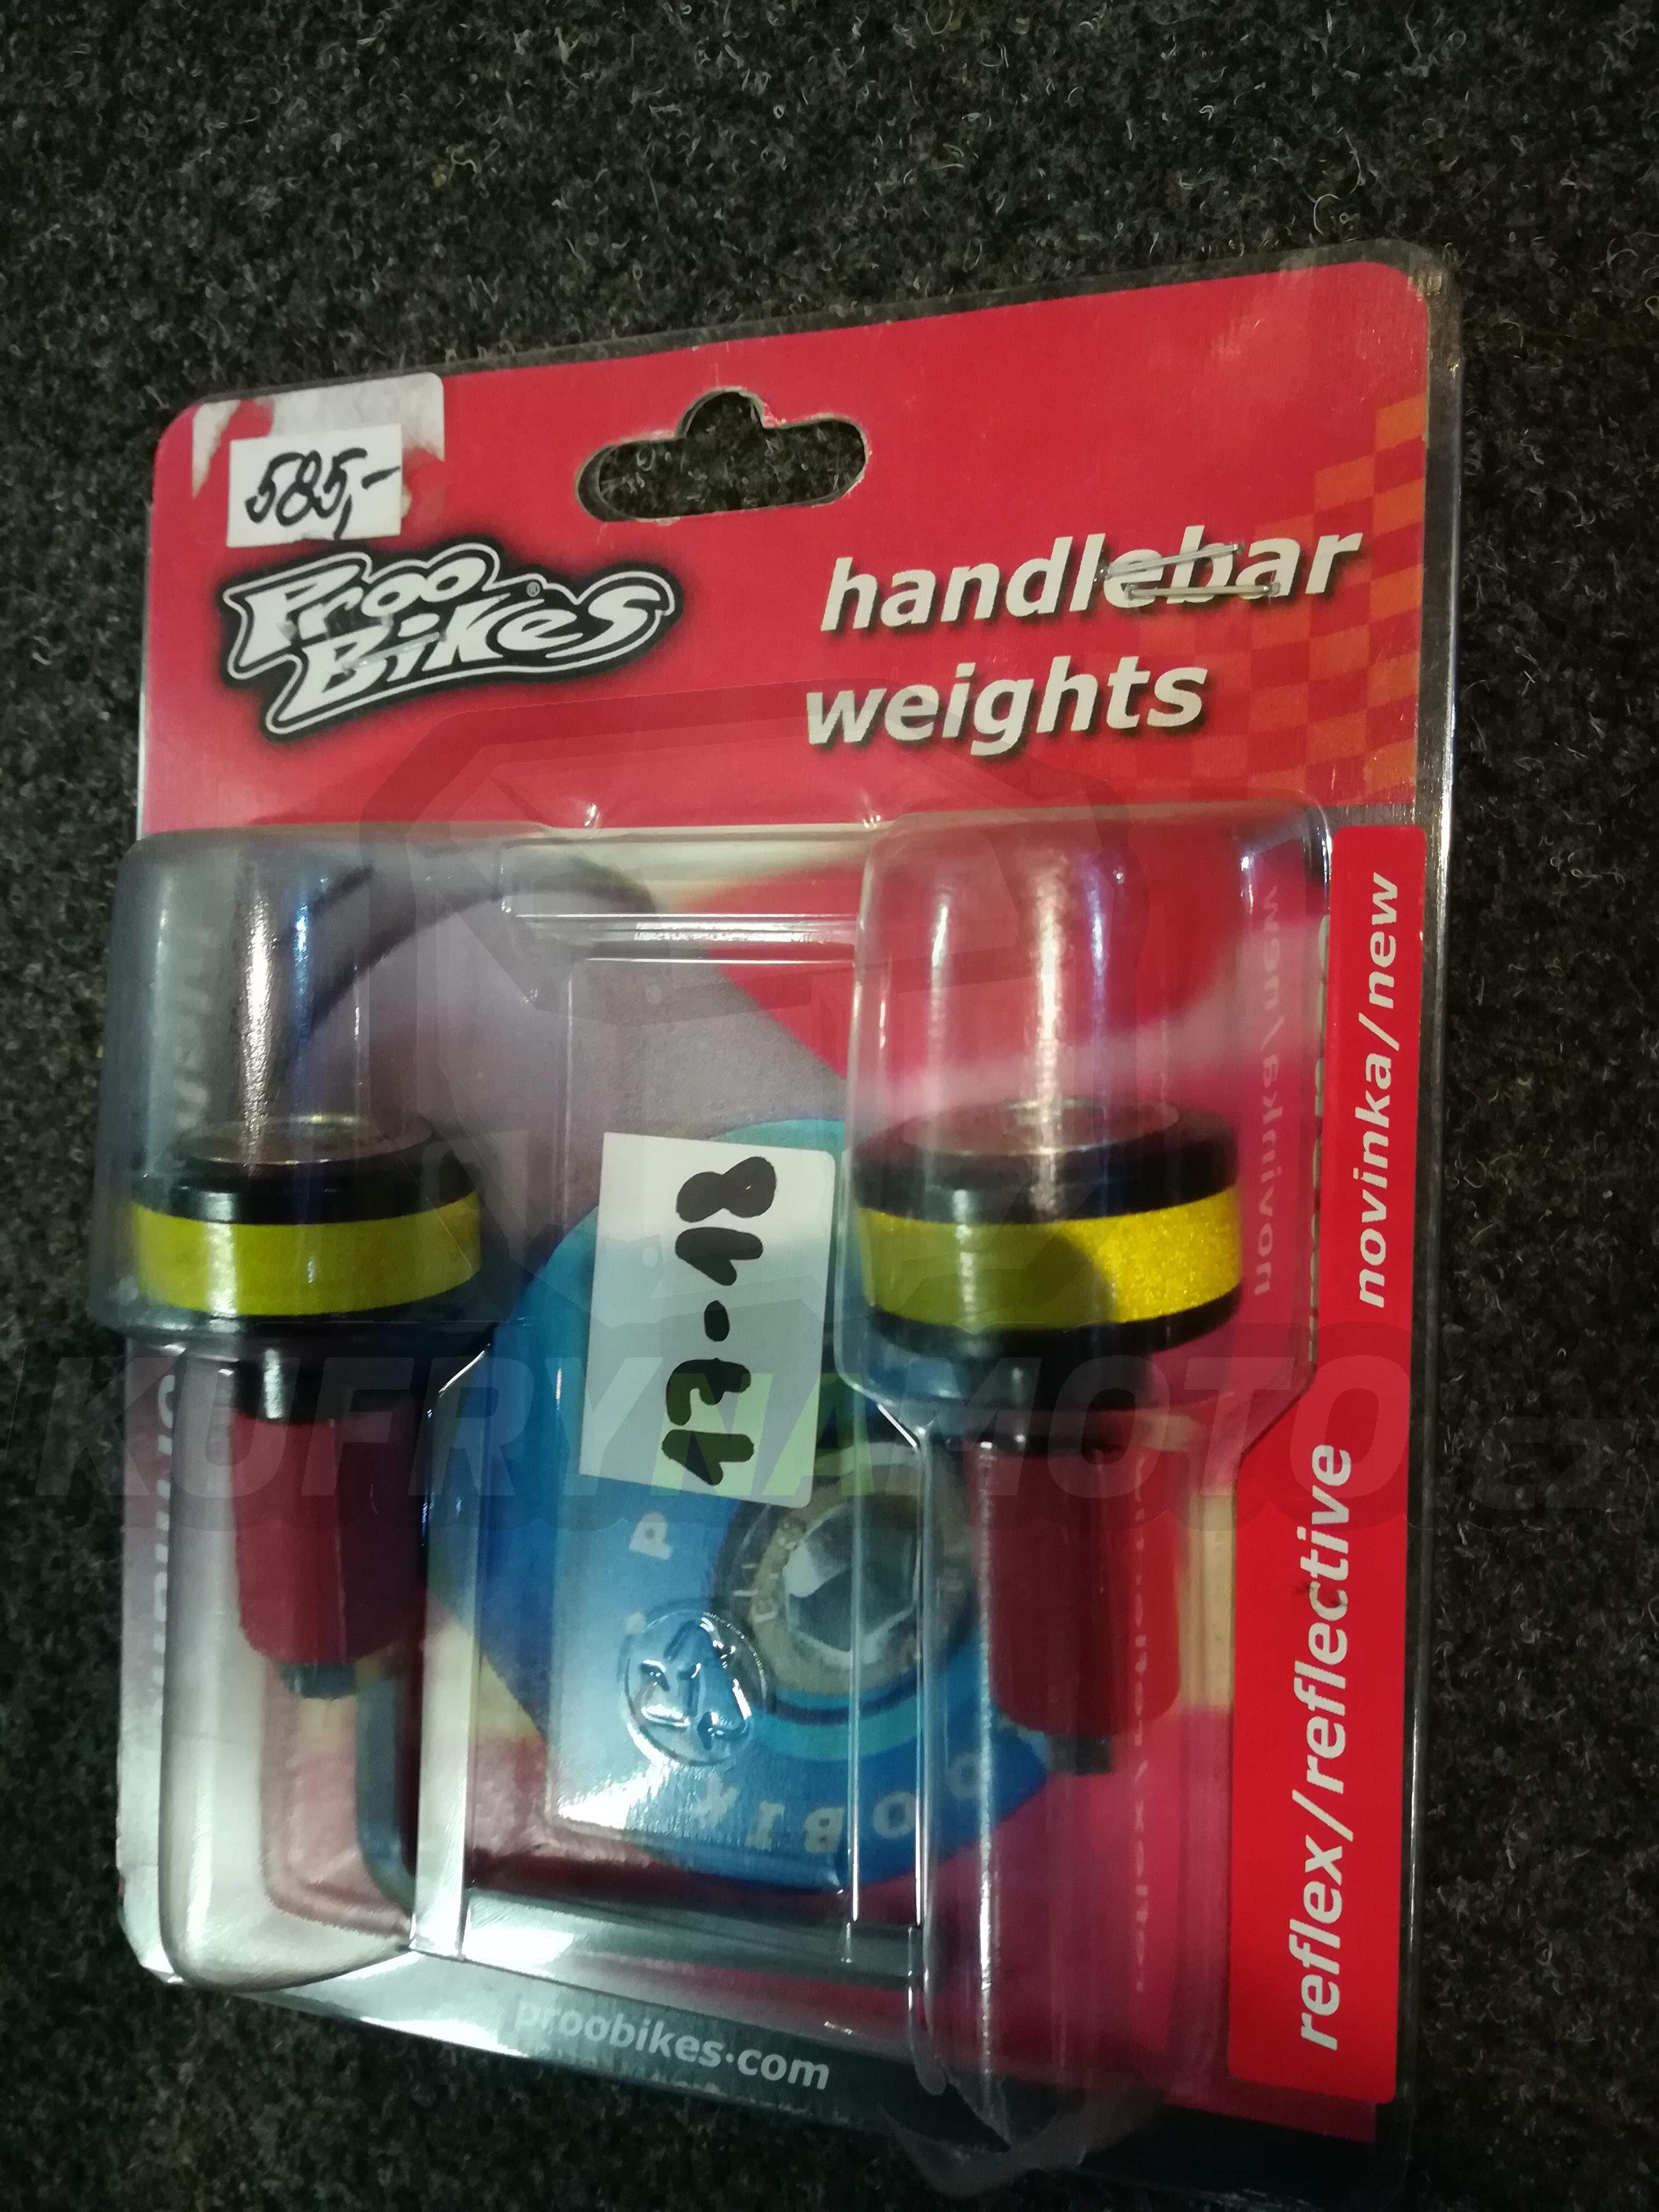 585,-
Proo
Bikes®
handlebar
weights
novinka/new
reflex/reflective
17-18
KUFRYNAMOTO.CZ
proobikes.com